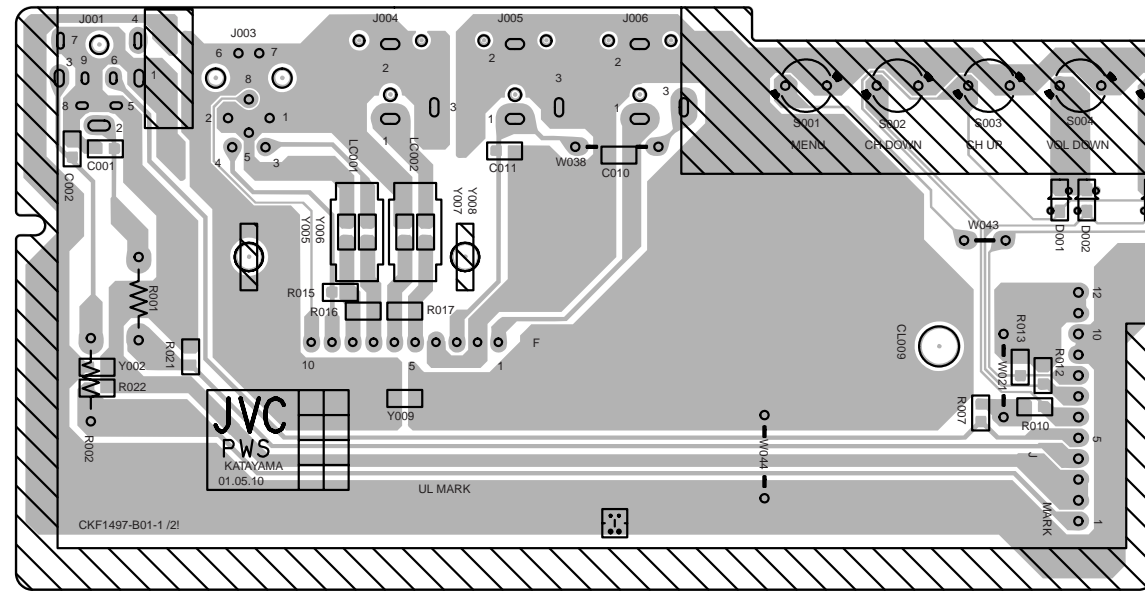 J001
4
7
3
9
6
1
8
5
2
C002
C001
J003
6
7
8
2
1
4
5
3
J004
2
3
1
J005
2
3
1
J006
2
1
3
LC001
LC002
C011
W038
C010
S001
MENU
S002
CH DOWN
S003
CH UP
S004
VOL DOWN
Y005
Y006
Y007
Y008
W043
D001
D002
R001
R015
R016
R017
10
5
1
F
R021
Y002
R022
R002
Y009
JVC
PWS
KATAYAMA
01.05.10
UL MARK
W044
CL009
R013
R012
W021
R007
R010
12
10
5
1
J
MARK
CKF1497-B01-1 /2!